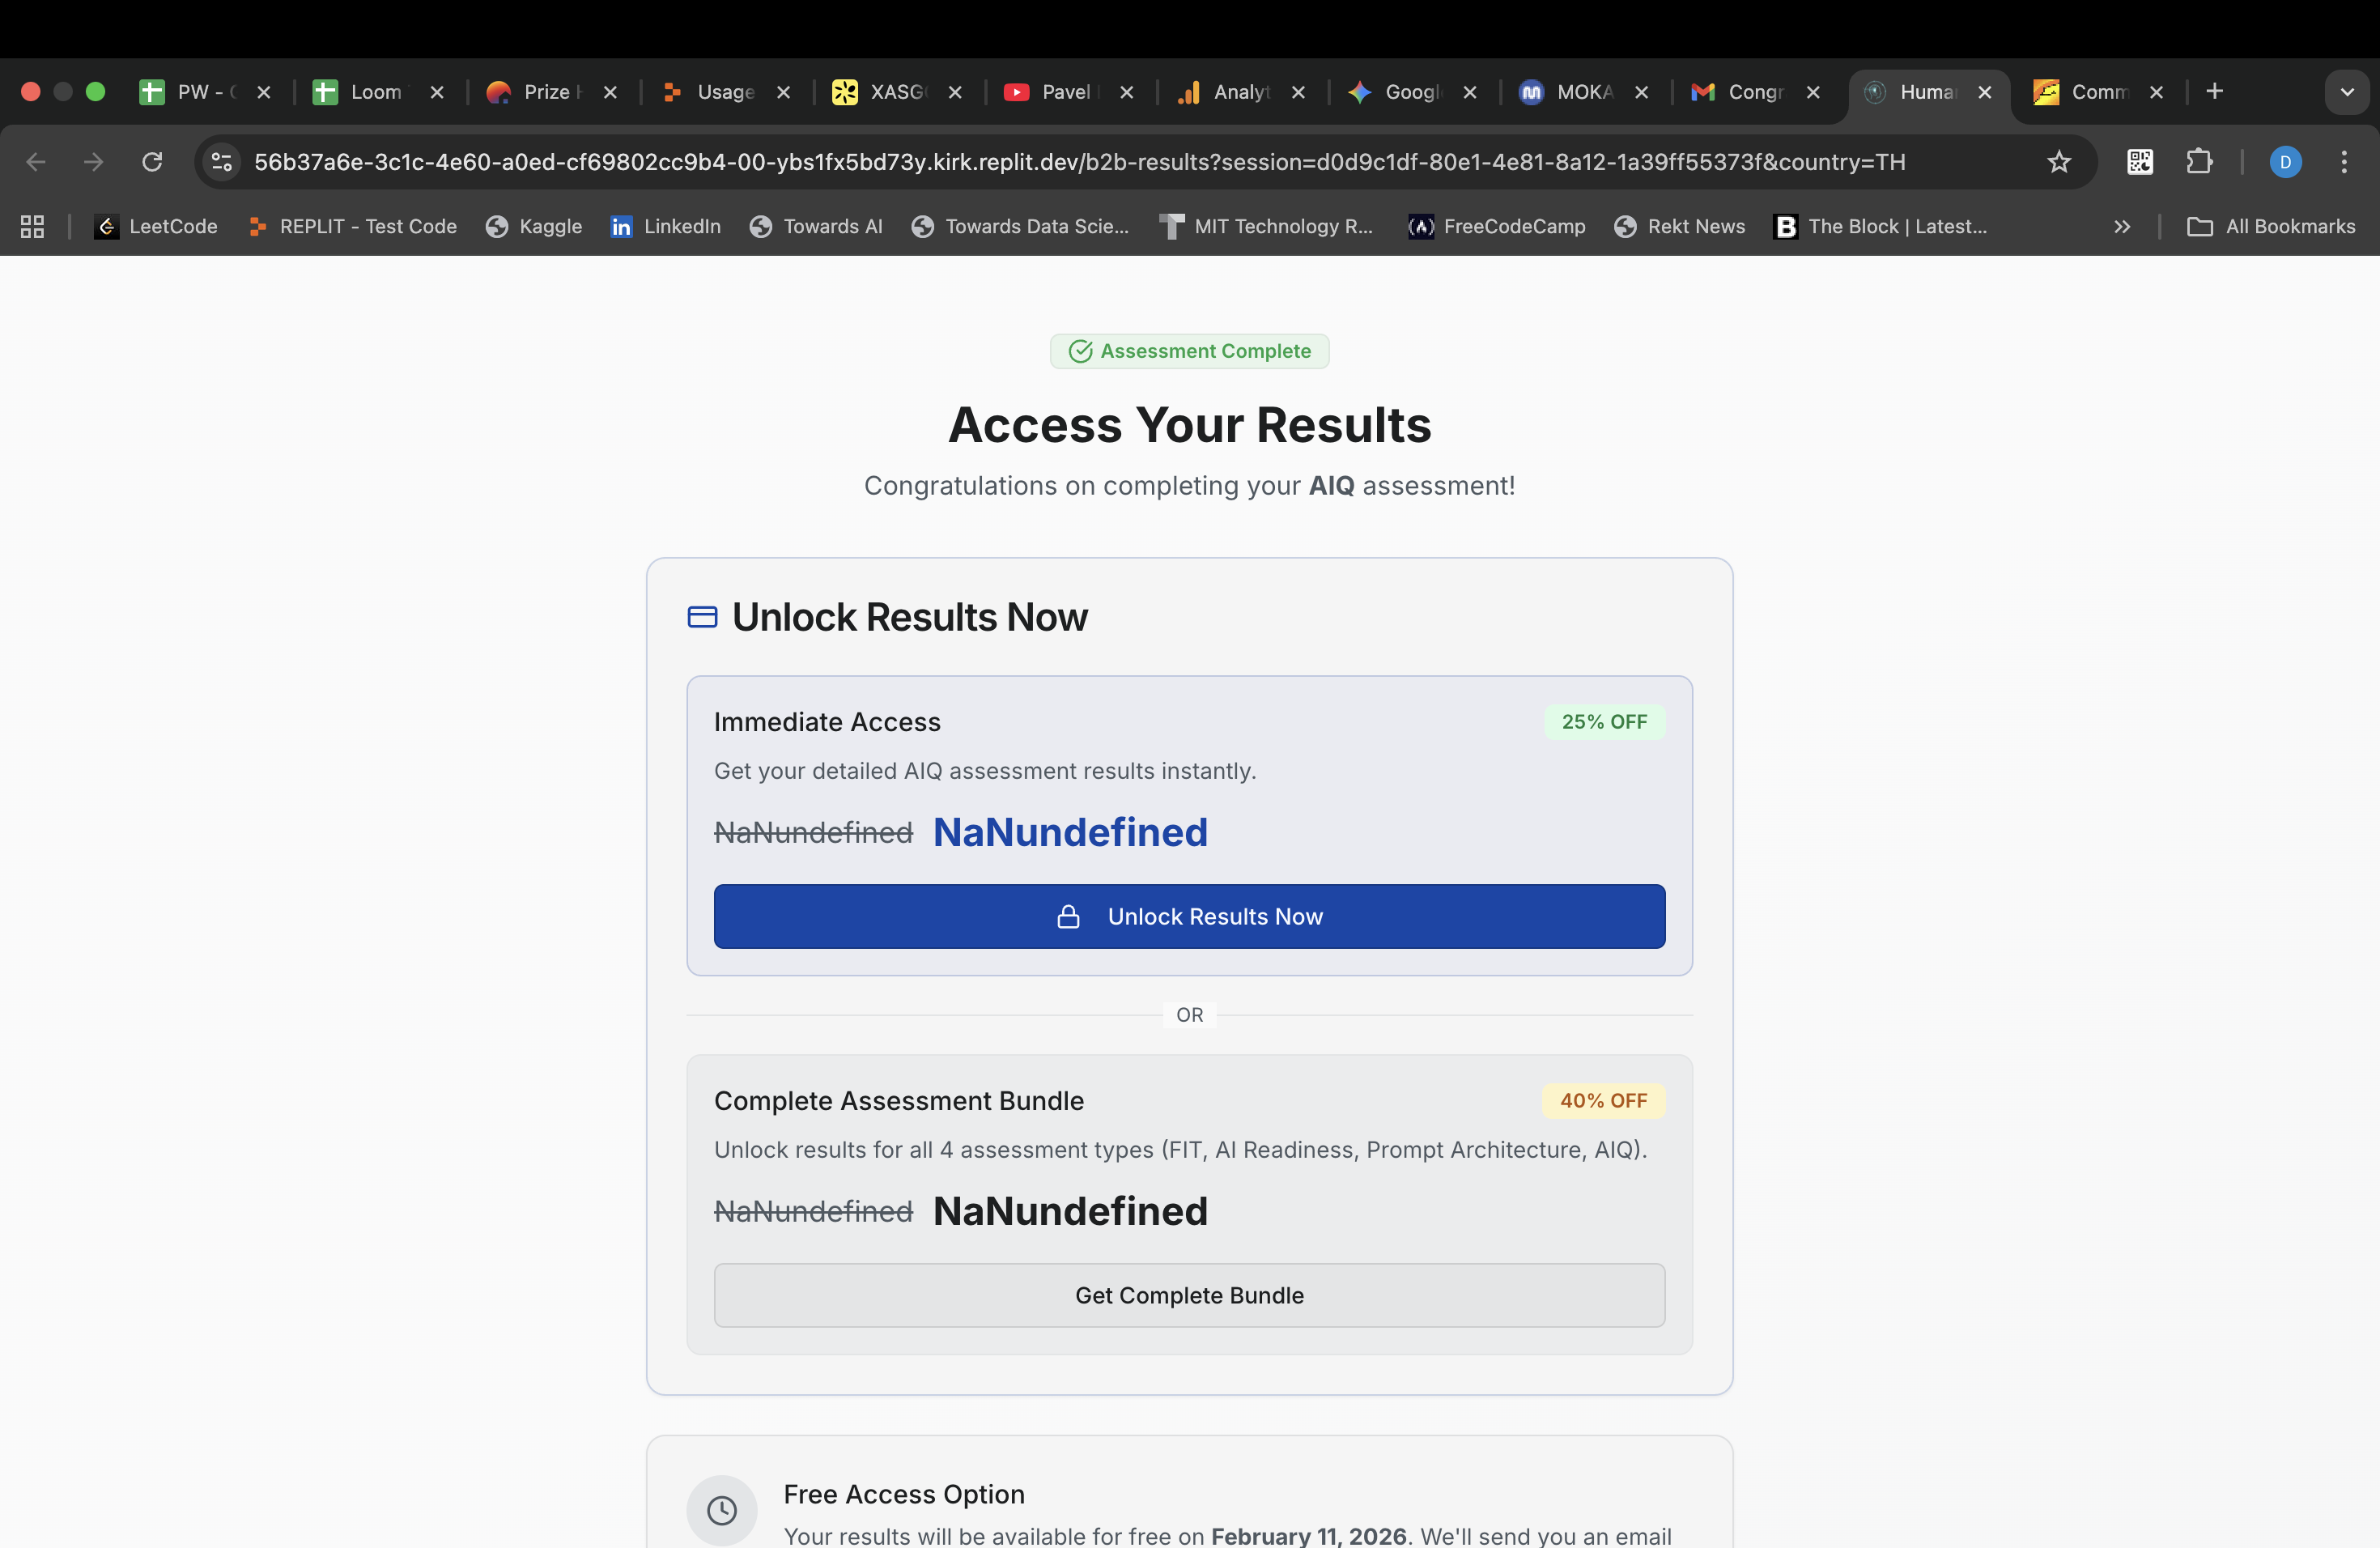 PW - Loom Prize Usage XASG Pavel Analyt Googl MOKA Congr Huma Comm
56b37a6e-3c1c-4e60-a0ed-cf69802cc9b4-00-ybs1fx5bd73y.kirk.replit.dev/b2b-results?session=d0d9c1df-80e1-4e81-8a12-1a39ff55373f&country=TH D
LeetCode REPLIT - Test Code Kaggle LinkedIn Towards AI Towards Data Scie... MIT Technology R... FreeCodeCamp Rekt News The Block | Latest... All Bookmarks
Assessment Complete
Access Your Results
Congratulations on completing your AIQ assessment!
Unlock Results Now
Immediate Access 25% OFF
Get your detailed AIQ assessment results instantly.
NaNundefined NaNundefined
Unlock Results Now
OR
Complete Assessment Bundle 40% OFF
Unlock results for all 4 assessment types (FIT, AI Readiness, Prompt Architecture, AIQ).
NaNundefined NaNundefined
Get Complete Bundle
Free Access Option
Your results will be available for free on February 11, 2026. We'll send you an email